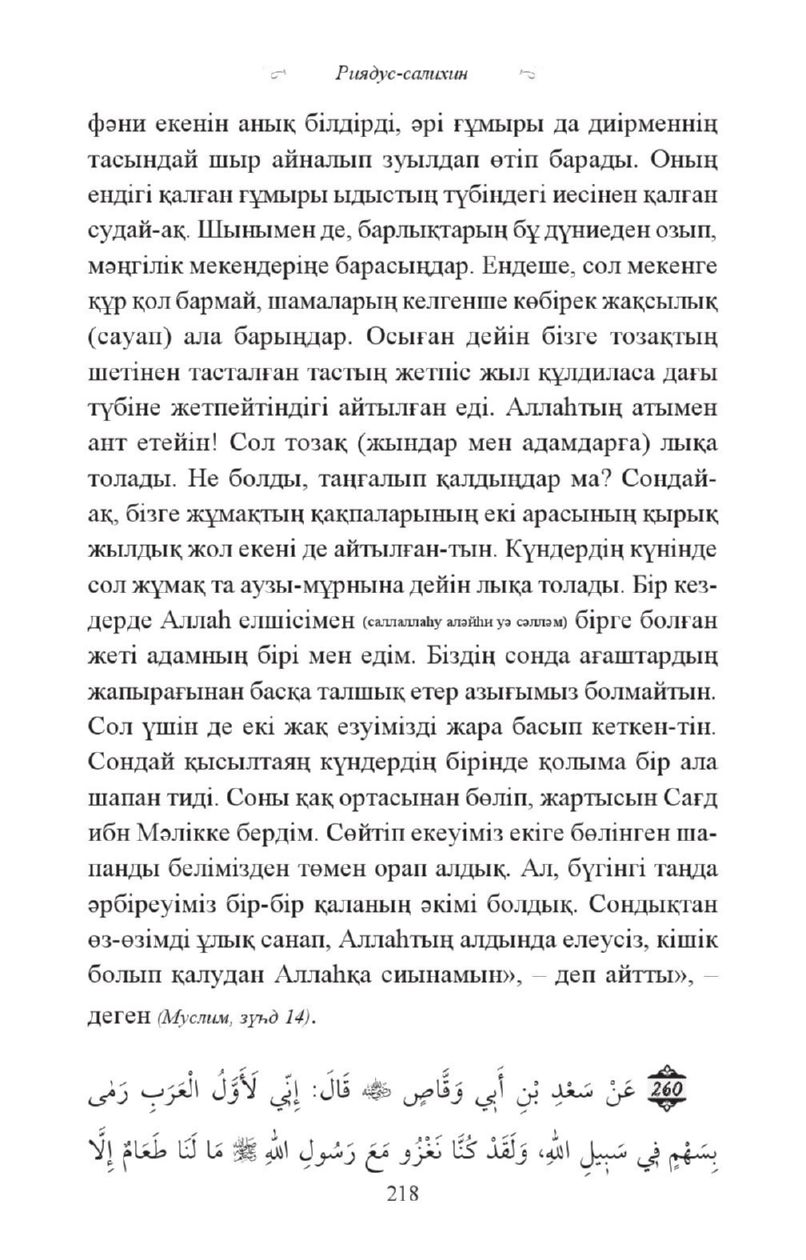 Риядус-салихин
фәни екенін анық білдірді, әрі ғұмыры да диірменнің
тасындай шыр айналып зуылдап өтіп барады. Оның
ендігі қалған ғұмыры ыдыстың түбіндегі иесінен қалған
судай-ақ. Шынымен де, барлықтарың бұ дүниеден озып,
мәңгілік мекендеріңе барасыңдар. Ендеше, сол мекенге
құр қол бармай, шамаларың келгенше көбірек жақсылық
(сауап) ала барыңдар. Осыған дейін бізге тозақтың
шетінен тасталған тастың жетпіс жыл құлдиласа дағы
түбіне жетпейтіндігі айтылған еді. Аллаһтың атымен
ант етейін! Сол тозақ (жындар мен адамдарға) лықа
толады. Не болды, таңғалып қалдыңдар ма? Сондай-
ақ, бізге жұмақтың қақпаларының екі арасының қырық
жылдық жол екені де айтылған-тын. Күндердің күнінде
сол жұмақ та аузы-мұрнына дейін лықа толады. Бір кез-
дерде Аллаһ елшісімен (саллаллаһу аләйһи уә сәлләм) бірге болған
жеті адамның бірі мен едім. Біздің сонда ағаштардың
жапырағынан басқа талшық етер азығымыз болмайтын.
Сол үшін де екі жақ езуімізді жара басып кеткен-тін.
Сондай қысылтаяң күндердің бірінде қолыма бір ала
шапан тиді. Соны қақ ортасынан бөліп, жартысын Сағд
ибн Мәлікке бердім. Сөйтіп екеуіміз екіге бөлінген ша-
панды белімізден төмен орап алдық. Ал, бүгінгі таңда
әрбіреуіміз бір-бір қаланың әкімі болдық. Сондықтан
өз-өзімді ұлық санап, Аллаһтың алдында елеусіз, кішік
болып қалудан Аллаһқа сиынамын», – деп айтты», –
деген (Муслим, зүһд 14).
260 عَنْ سَعْدِ بْنِ أَبِي وَقَّاصٍ ﷺ قَالَ: إِنِّي لَأَوَّلُ الْعَرَبِ رَمَى
بِسَهْمٍ فِي سَبِيلِ اللهِ، وَلَقَدْ كُنَّا نَغْزُو مَعَ رَسُولِ اللهِ ﷺ مَا لَنَا طَعَامٌ إِلَّا
218